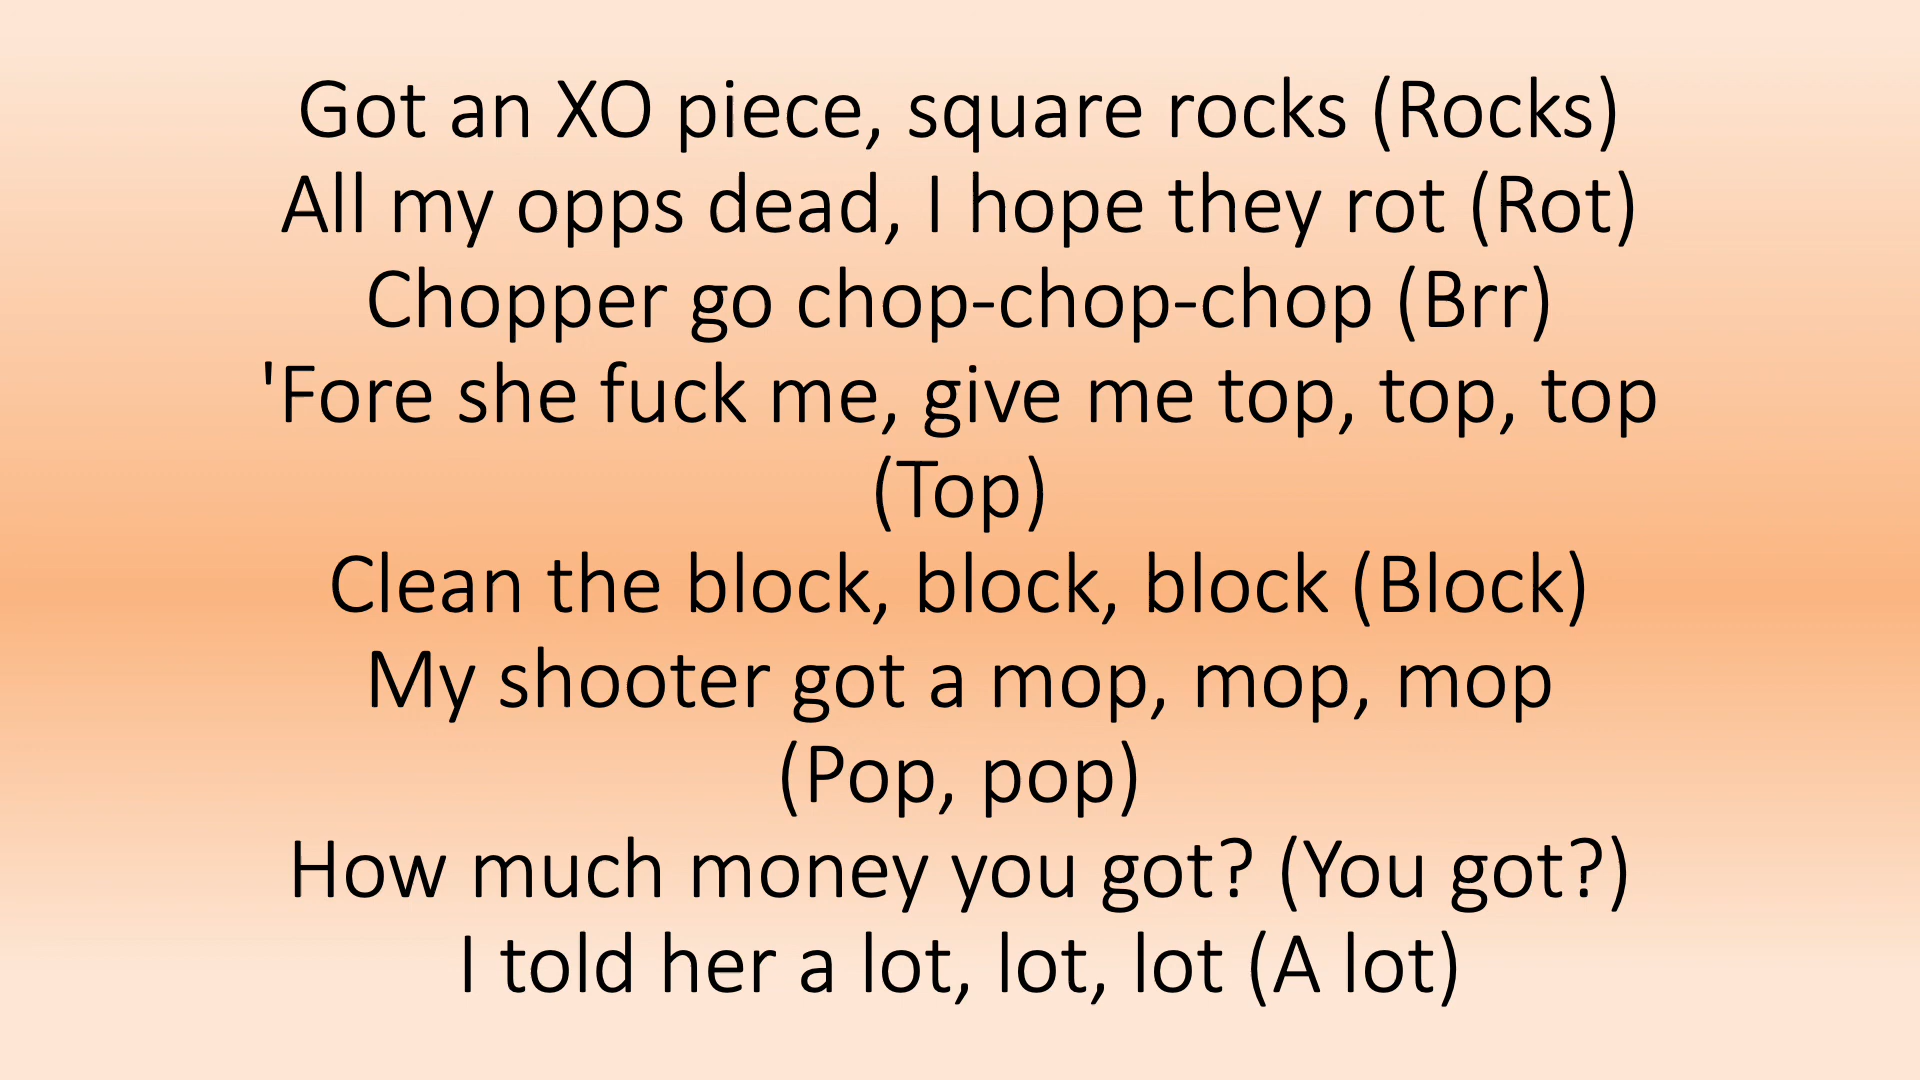 Got an XO piece, square rocks (Rocks)
All my opps dead, I hope they rot (Rot)
Chopper go chop-chop-chop (Brr)
'Fore she fuck me, give me top, top, top
(Top)
Clean the block, block, block (Block)
My shooter got a mop, mop, mop
(Pop, pop)
How much money you got? (You got?)
I told her a lot, lot, lot (A lot)